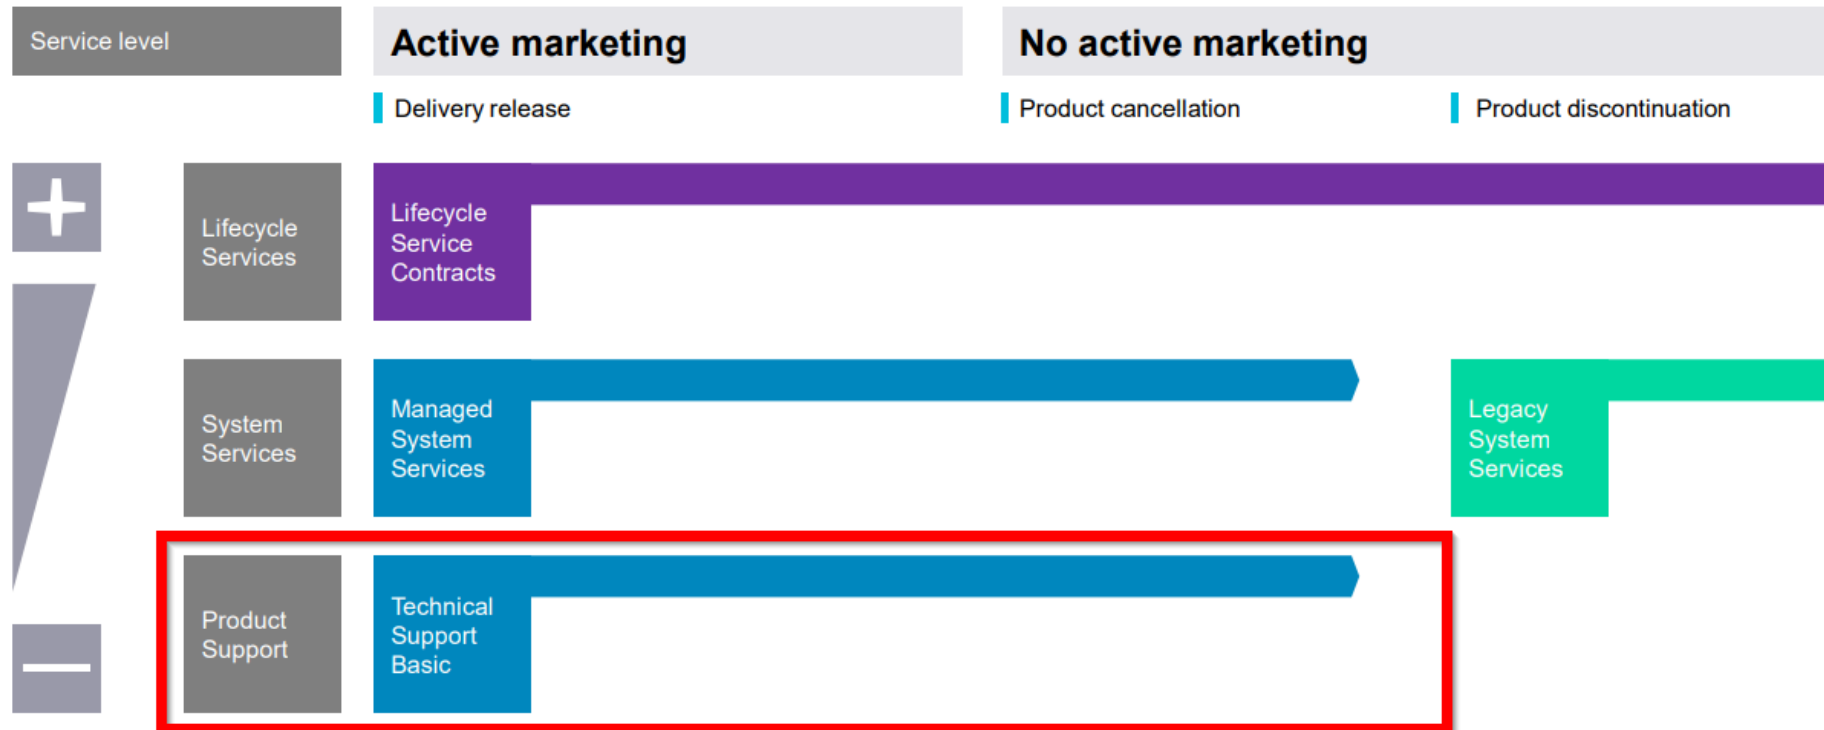 Service level
Active marketing
No active marketing
Delivery release
Product cancellation
Product discontinuation
Lifecycle
Services
Lifecycle
Service
Contracts
System
Services
Managed
System
Services
Legacy
System
Services
Product
Support
Technical
Support
Basic